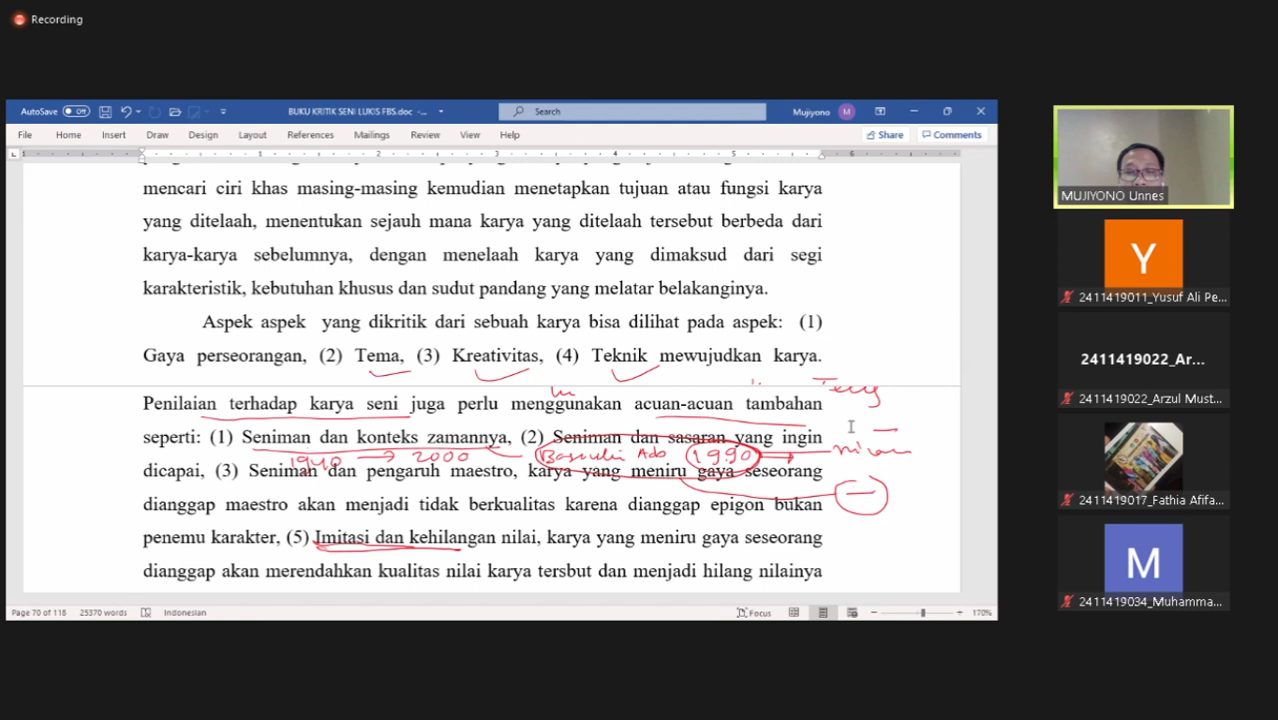 Recording
AutoSave Off
BUKU KRITIK SENI LUKIS FBS.doc -...
Search
Mujiyono M
File Home Insert Draw Design Layout References Mailings Review View Help
Share Comments
mencari ciri khas masing-masing kemudian menetapkan tujuan atau fungsi karya
yang ditelaah, menentukan sejauh mana karya yang ditelaah tersebut berbeda dari
karya-karya sebelumnya, dengan menelaah karya yang dimaksud dari segi
karakteristik, kebutuhan khusus dan sudut pandang yang melatar belakanginya.
Aspek aspek yang dikritik dari sebuah karya bisa dilihat pada aspek: (1)
Gaya perseorangan, (2) Tema, (3) Kreativitas, (4) Teknik mewujudkan karya.
Penilaian terhadap karya seni juga perlu menggunakan acuan-acuan tambahan
seperti: (1) Seniman dan konteks zamannya, (2) Seniman dan sasaran yang ingin
1940 2000 1990
dicapai, (3) Seniman dan pengaruh maestro, karya yang meniru gaya seseorang
dianggap maestro akan menjadi tidak berkualitas karena dianggap epigon bukan
penemu karakter, (5) Imitasi dan kehilangan nilai, karya yang meniru gaya seseorang
dianggap akan merendahkan kualitas nilai karya tersbut dan menjadi hilang nilainya
Page 70 of 118 25370 words Indonesian Focus 170%
MUJIYONO Unnes
Y
2411419011_Yusuf Ali Pe...
2411419022_Ar...
2411419022_Arzul Must...
2411419017_Fathia Afifa...
M
2411419034_Muhamma...